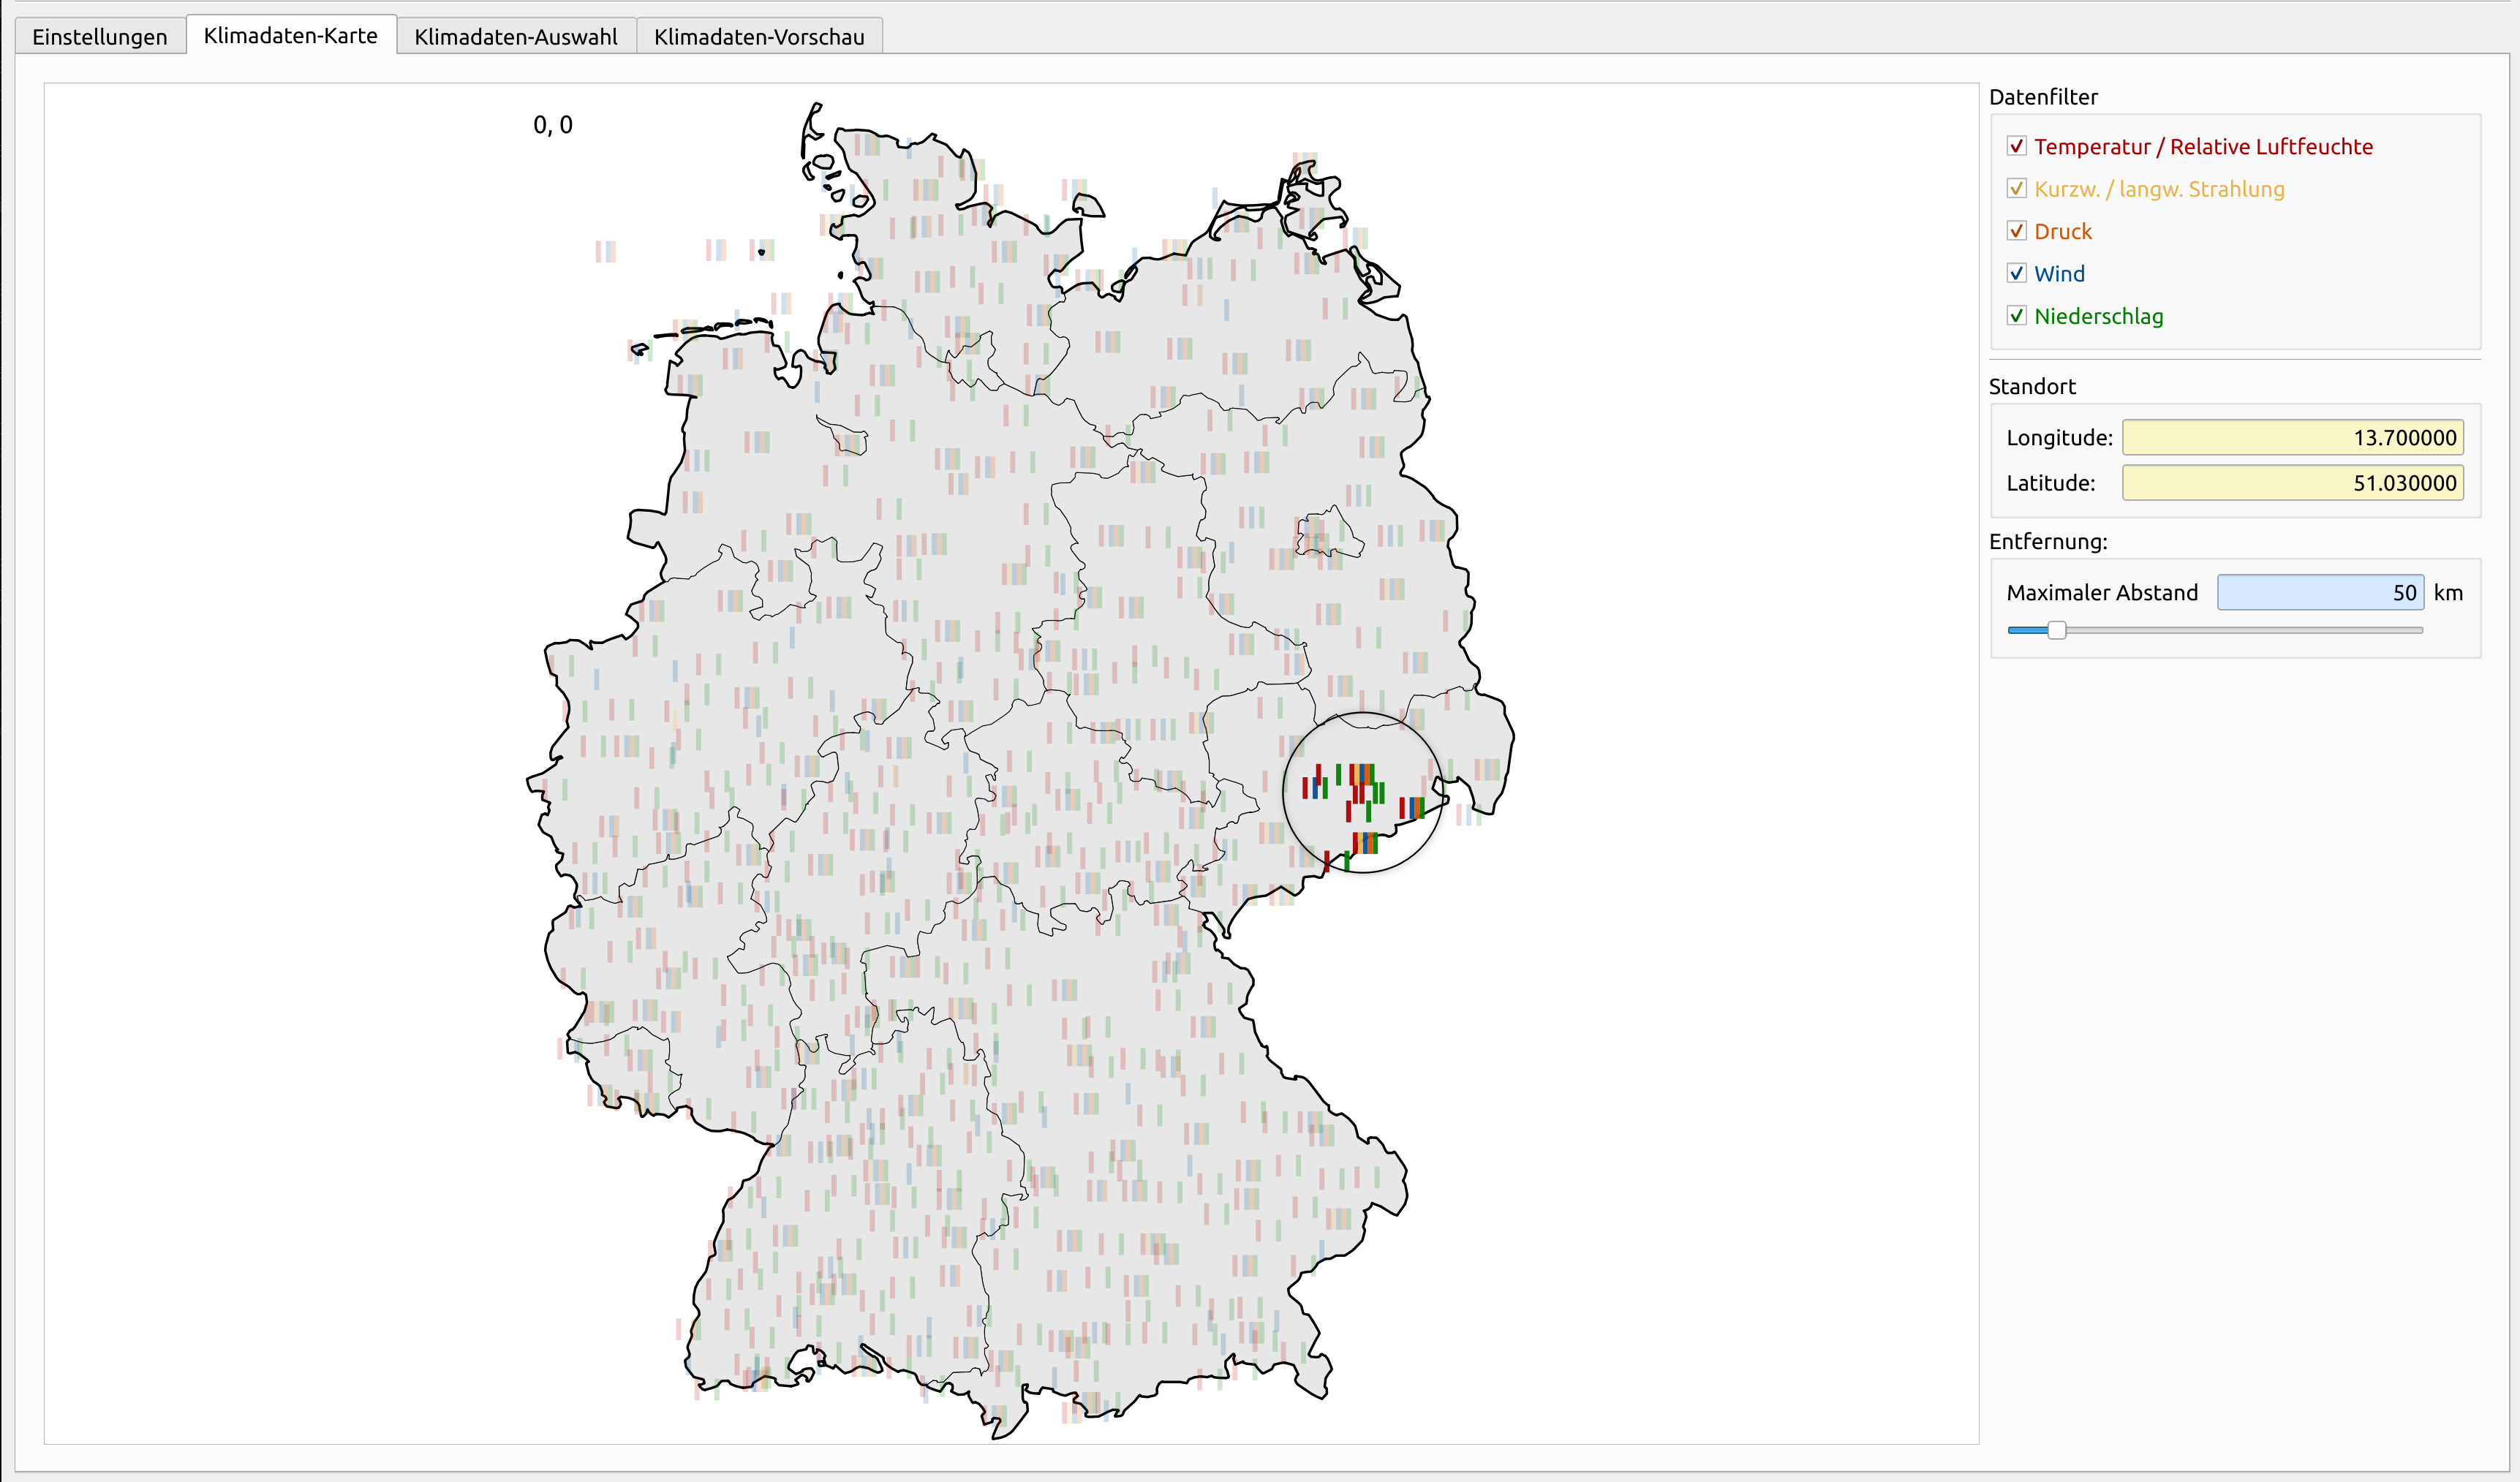 Einstellungen
Klimadaten-Karte
Klimadaten-Auswahl
Klimadaten-Vorschau
0, 0
Datenfilter
Temperatur / Relative Luftfeuchte
Kurzw. / langw. Strahlung
Druck
Wind
Niederschlag
Standort
Longitude: 13.700000
Latitude: 51.030000
Entfernung:
Maximaler Abstand 50 km